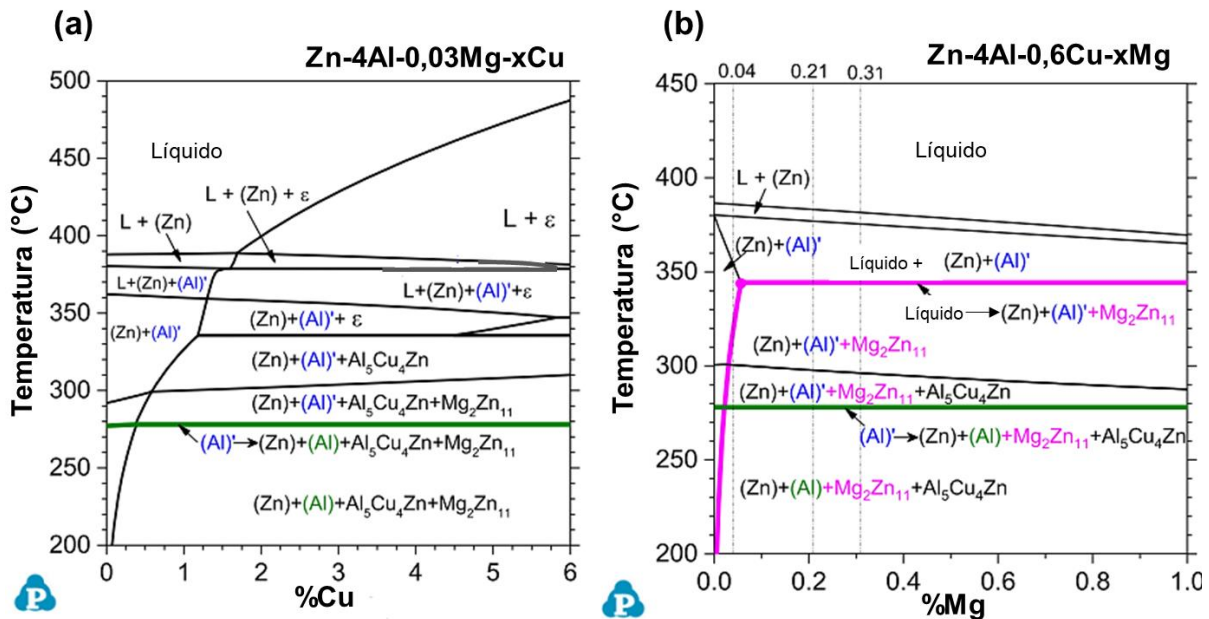 (a)
Zn-4Al-0,03Mg-xCu
Temperatura (°C)
500
450
400
350
300
250
200
Líquido
L + (Zn) + ε
L + (Zn)
L + ε
L+(Zn)+(Al)'
L+(Zn)+(Al)'+ε
(Zn)+(Al)'
(Zn)+(Al)'+ ε
(Zn)+(Al)'+Al₅Cu₄Zn
(Zn)+(Al)'+Al₅Cu₄Zn+Mg₂Zn₁₁
(Al)'→(Zn)+(Al)+Al₅Cu₄Zn+Mg₂Zn₁₁
(Zn)+(Al)+Al₅Cu₄Zn+Mg₂Zn₁₁
0 1 2 3 4 5 6
%Cu
P
(b)
Zn-4Al-0,6Cu-xMg
0.04 0.21 0.31
Temperatura (°C)
450
400
350
300
250
200
Líquido
L + (Zn)
(Zn)+(Al)'
Líquido + (Zn)+(Al)'
Líquido→(Zn)+(Al)'+Mg₂Zn₁₁
(Zn)+(Al)'+Mg₂Zn₁₁
(Zn)+(Al)'+Mg₂Zn₁₁+Al₅Cu₄Zn
(Al)'→(Zn)+(Al)+Mg₂Zn₁₁+Al₅Cu₄Zn
(Zn)+(Al)+Mg₂Zn₁₁+Al₅Cu₄Zn
0.0 0.2 0.4 0.6 0.8 1.0
%Mg
P